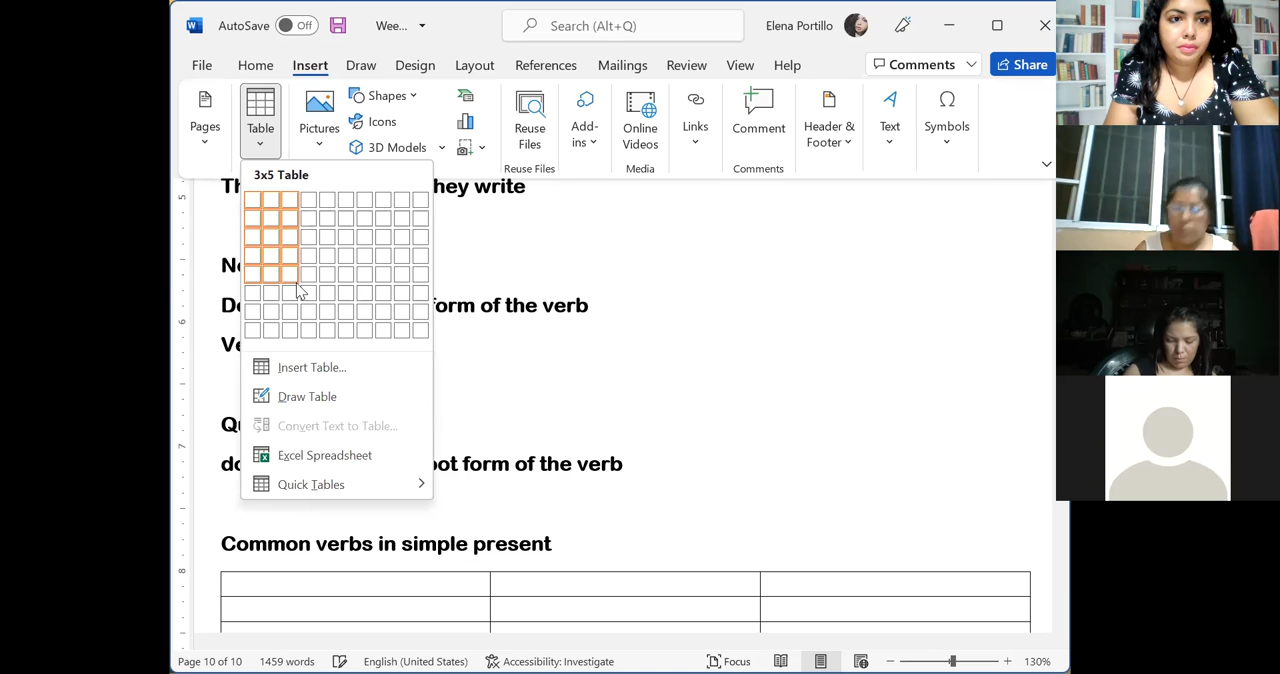 AutoSave Off Wee... Search (Alt+Q) Elena Portillo
File Home Insert Draw Design Layout References Mailings Review View Help Comments Share
Pages Table Pictures Shapes Icons 3D Models Reuse Files Add-ins Online Videos Links Comment Header & Footer Text Symbols
Reuse Files Media Comments
3x5 Table
hey write
form of the verb
oot form of the verb
Insert Table...
Draw Table
Convert Text to Table...
Excel Spreadsheet
Quick Tables
Common verbs in simple present
5
6
7
8
Page 10 of 10 1459 words English (United States) Accessibility: Investigate Focus 130%